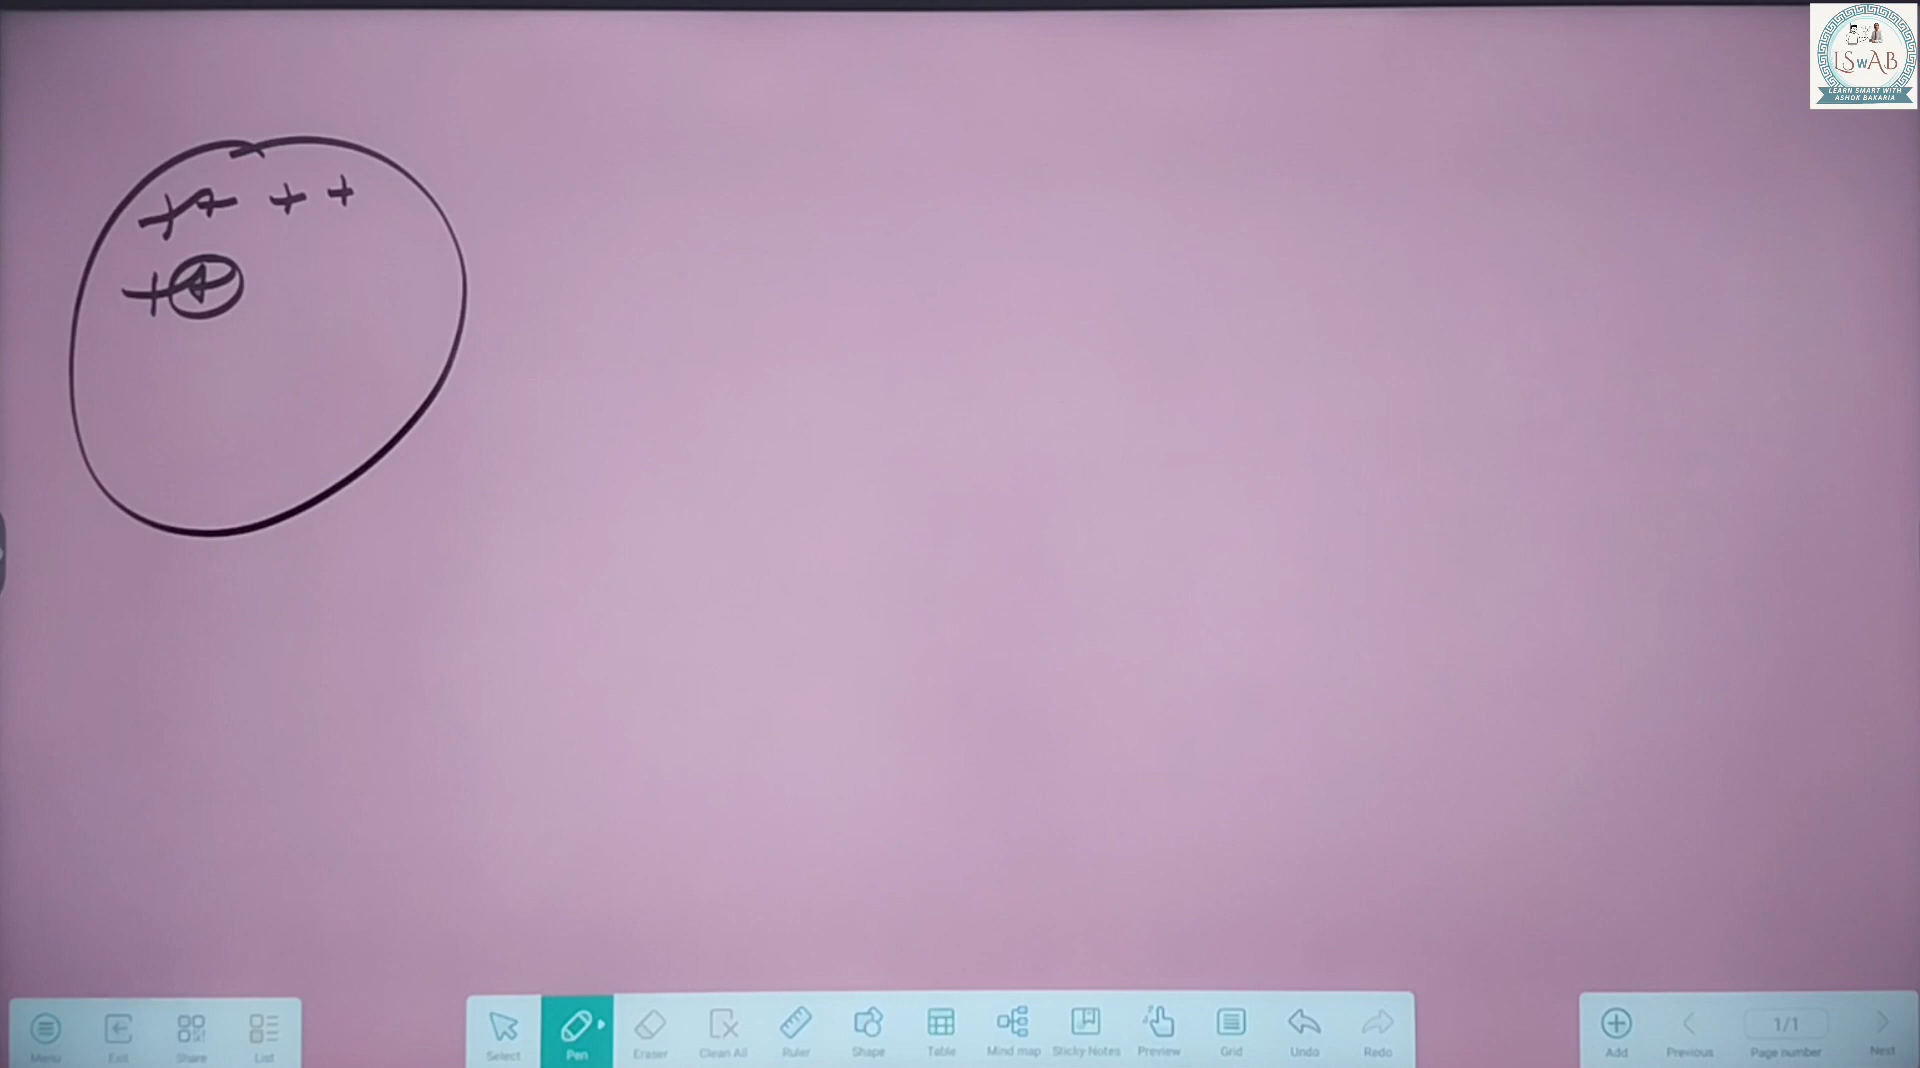 LSwAB
LEARN SMART WITH
ASHOK BAKARIA
+ + + +
+ +
Menu Exit Share List
Select Pen Eraser Clean All Ruler Shape Table Mind map Sticky Notes Preview Grid Undo Redo
Add Previous 1/1 Page number Next